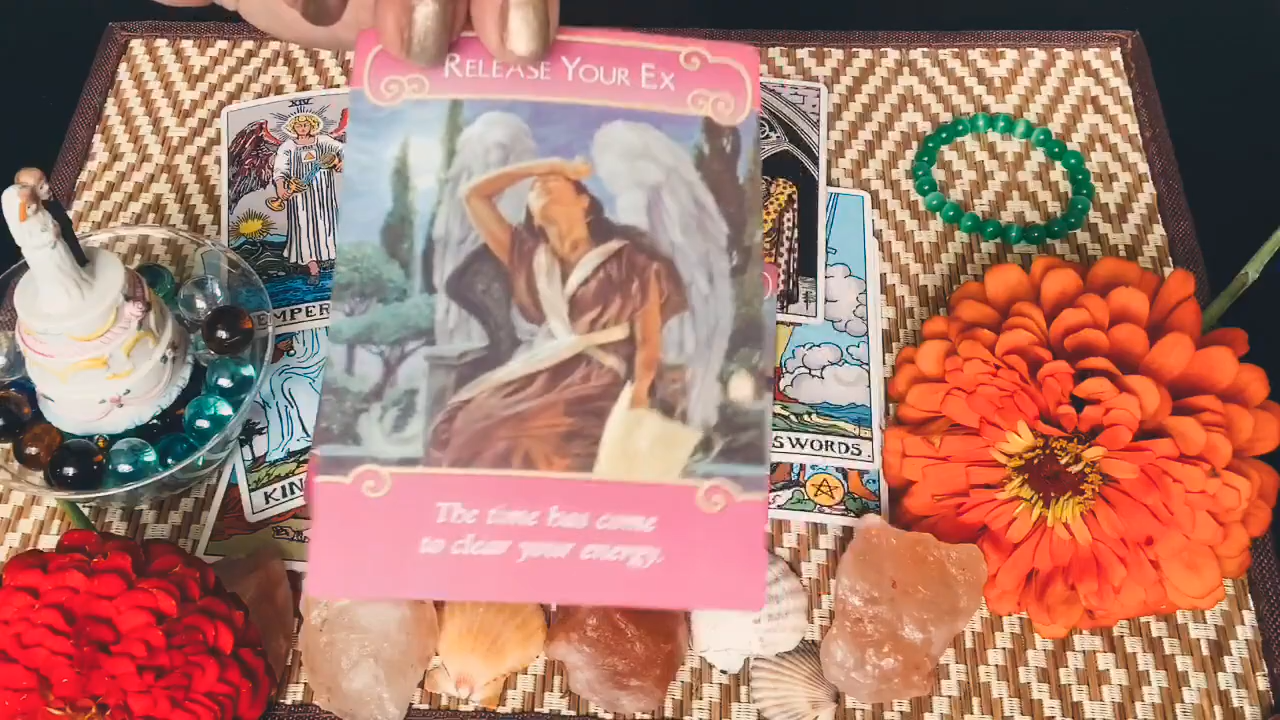 RELEASE YOUR EX
XIV
EMPER
SWORDS
KIN
The time has come
to clear your energy.